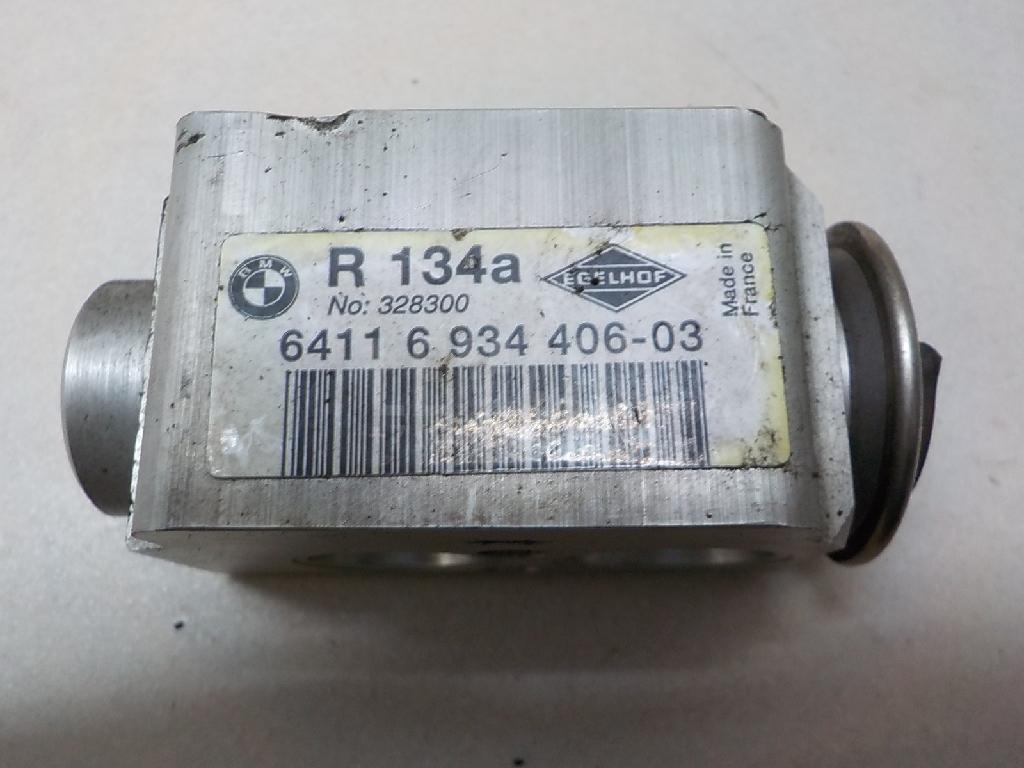 BMW
R 134a
No: 328300
EGELHOF
Made in
France
6411 6 934 406-03